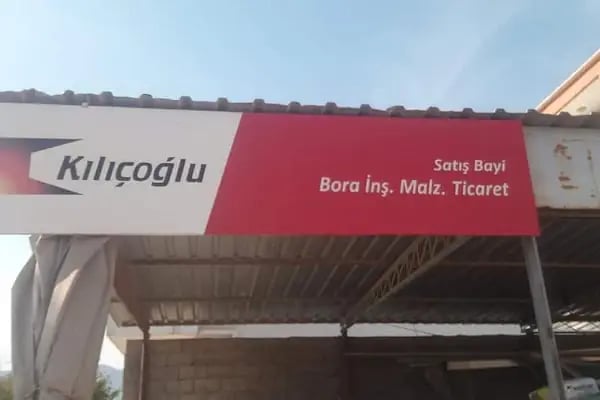 Kılıçoğlu
Satış Bayi
Bora İnş. Malz. Ticaret